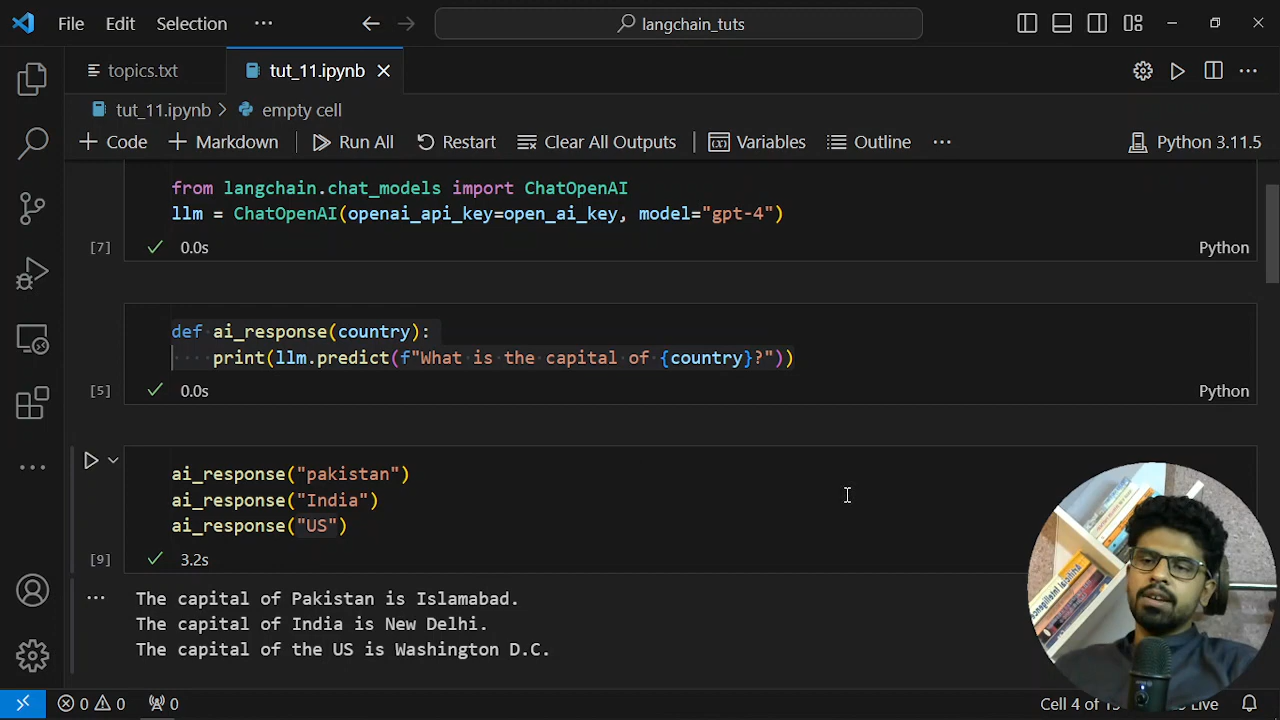 File Edit Selection ··· langchain_tuts
topics.txt tut_11.ipynb
tut_11.ipynb > empty cell
+ Code + Markdown Run All Restart Clear All Outputs Variables Outline ··· Python 3.11.5
from langchain.chat_models import ChatOpenAI
llm = ChatOpenAI(openai_api_key=open_ai_key, model="gpt-4")
[7] 0.0s Python
def ai_response(country):
print(llm.predict(f"What is the capital of {country}?"))
[5] 0.0s Python
ai_response("pakistan")
ai_response("India")
ai_response("US")
[9] 3.2s
The capital of Pakistan is Islamabad.
The capital of India is New Delhi.
The capital of the US is Washington D.C.
0 0 0 Cell 4 of Live